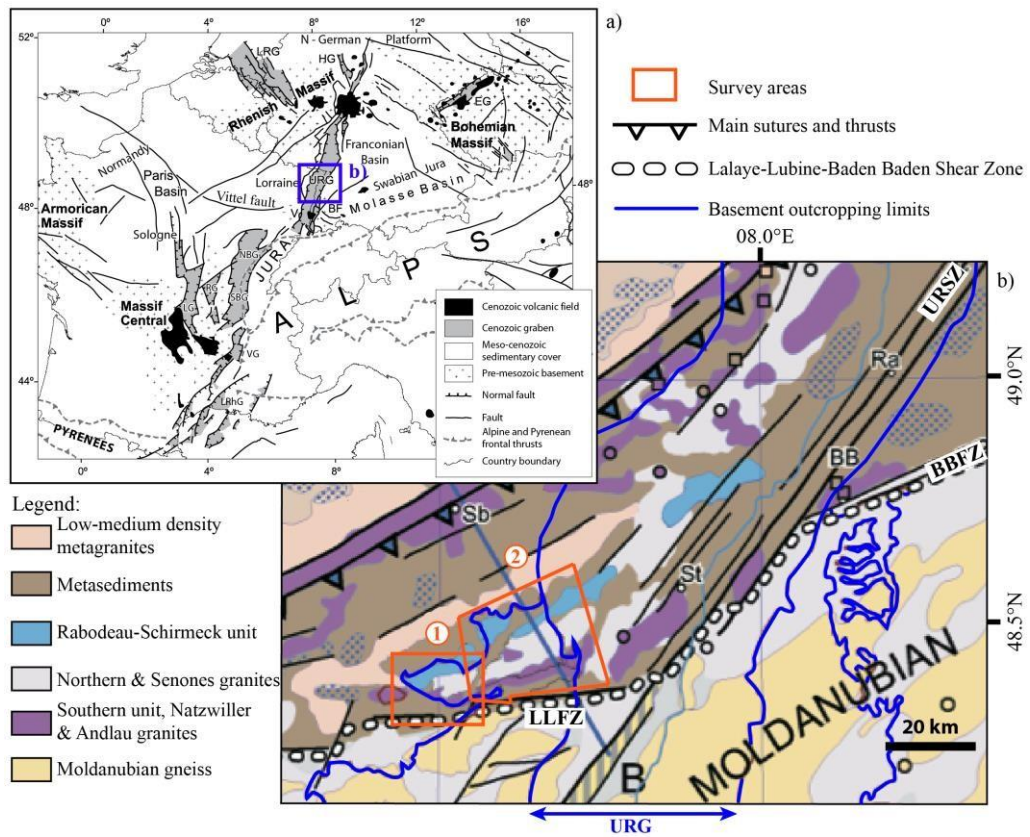 0°
4°
8°
12°
16°
52°
N - German
Platform
LRG
HG
Rhenish
Massif
EG
Bohemian
Massif
Franconian
Basin
Normandy
Paris
Basin
Lorraine
URG
b)
Swabian Jura
48°
48°
Vittel fault
Molasse Basin
BF
Armorican
Massif
Sologne
NBG
JURA
RG
SBG
LG
A L P S
Massif
Central
VG
44°
LRhG
PYRENEES
Cenozoic volcanic field
Cenozoic graben
Meso-cenozoic
sedimentary cover
Pre-mesozoic basement
Normal fault
Fault
Alpine and Pyrenean
frontal thrusts
Country boundary
0°
4°
8°
12°
a)
Survey areas
Main sutures and thrusts
Lalaye-Lubine-Baden Baden Shear Zone
Basement outcropping limits
08.0°E
b)
URSZ
Ra
49.0°N
BB
BBFZ
Sb
2
St
1
48.5°N
LLFZ
MOLDANUBIAN
B
20 km
URG
Legend:
Low-medium density
metagranites
Metasediments
Rabodeau-Schirmeck unit
Northern & Senones granites
Southern unit, Natzwiller
& Andlau granites
Moldanubian gneiss